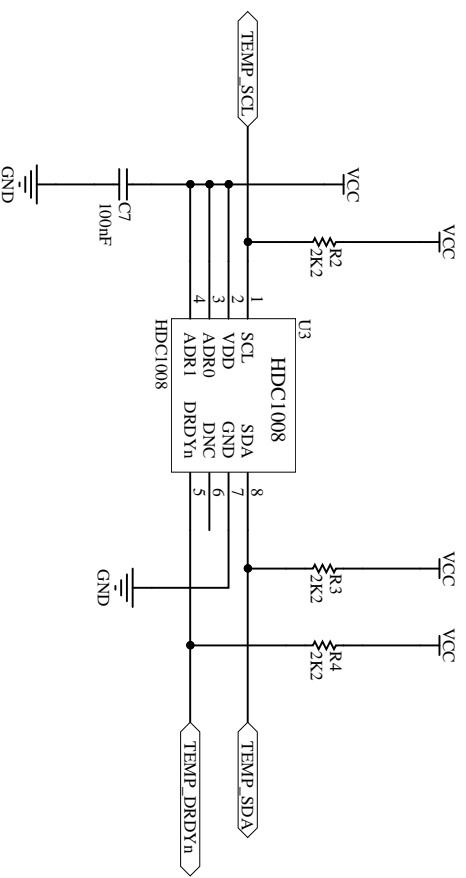 VCC
VCC
VCC
VCC
R2
2K2
R3
2K2
R4
2K2
U3
HDC1008
TEMP_SCL
1
SCL
SDA
8
TEMP_SDA
2
VDD
GND
7
3
ADR0
DNC
6
4
ADR1
DRDYn
5
TEMP_DRDYn
HDC1008
C7
100nF
GND
GND